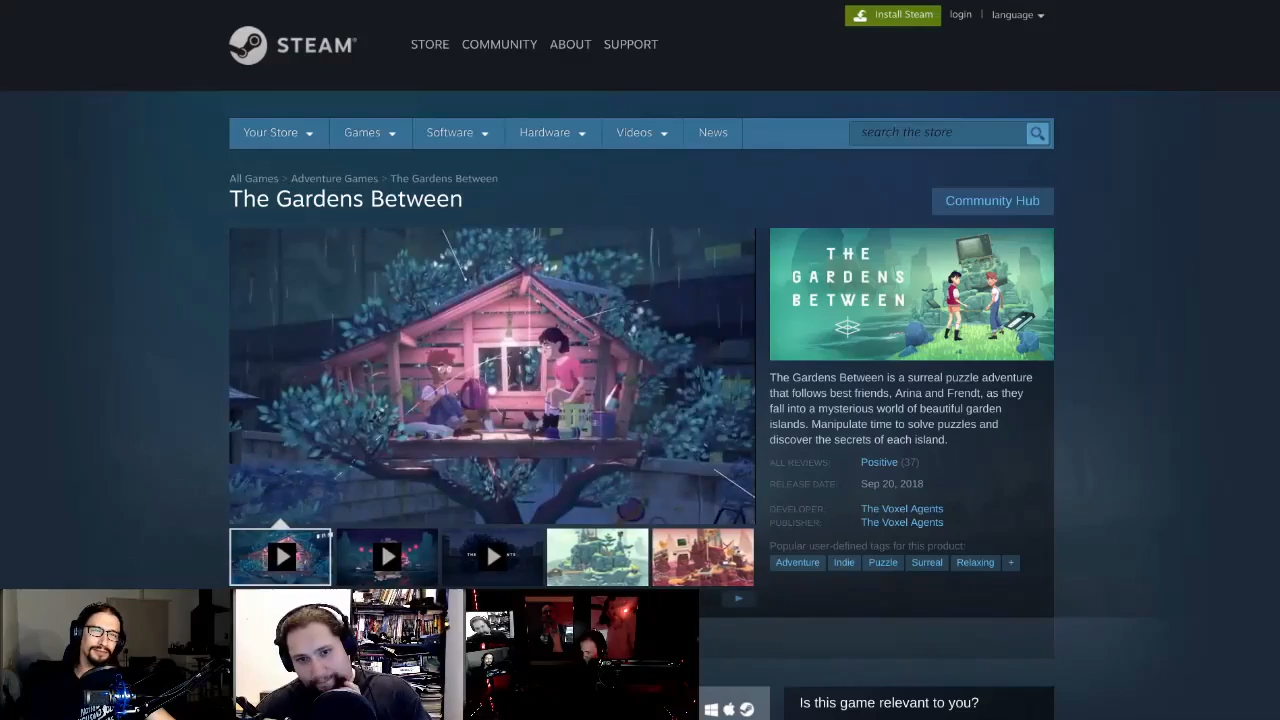 Install Steam
login
language
STEAM®
STORE
COMMUNITY
ABOUT
SUPPORT
Your Store
Games
Software
Hardware
Videos
News
search the store
All Games > Adventure Games > The Gardens Between
The Gardens Between
Community Hub
THE
GARDENS
BETWEEN
The Gardens Between is a surreal puzzle adventure
that follows best friends, Arina and Frendt, as they
fall into a mysterious world of beautiful garden
islands. Manipulate time to solve puzzles and
discover the secrets of each island.
ALL REVIEWS: Positive (37)
RELEASE DATE: Sep 20, 2018
DEVELOPER: The Voxel Agents
PUBLISHER: The Voxel Agents
Popular user-defined tags for this product:
Adventure
Indie
Puzzle
Surreal
Relaxing
+
Is this game relevant to you?